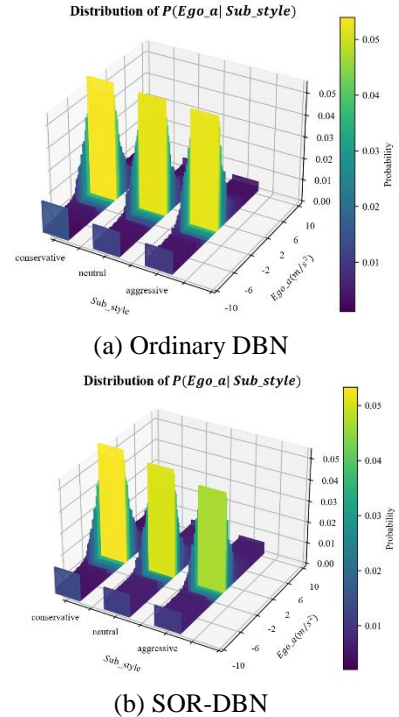 Distribution of P(Ego_a| Sub_style)
0.05
0.04
0.03
0.02
0.01
0.00
Probability
0.05
0.04
0.03
0.02
0.01
conservative
neutral
aggressive
Sub_style
-10
-6
-2
2
6
10
Ego_a(m/s²)
(a) Ordinary DBN
Distribution of P(Ego_a| Sub_style)
0.05
0.04
0.03
0.02
0.01
0.00
Probability
0.05
0.04
0.03
0.02
0.01
conservative
neutral
aggressive
Sub_style
-10
-6
-2
2
6
10
Ego_a(m/s²)
(b) SOR-DBN